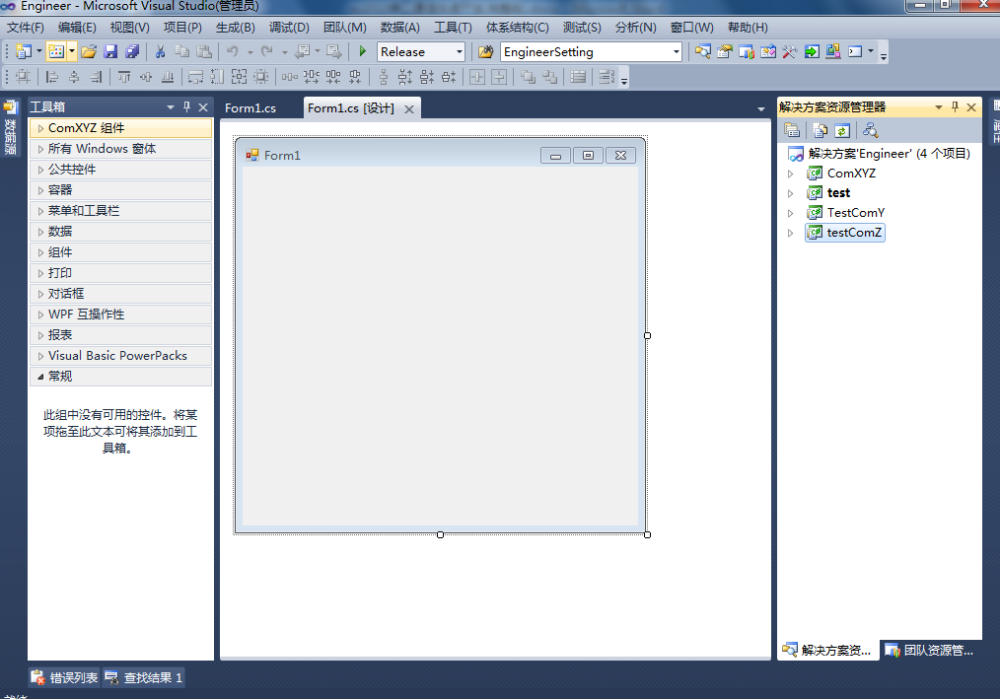 Engineer - Microsoft Visual Studio(管理员)
文件(F) 编辑(E) 视图(V) 项目(P) 生成(B) 调试(D) 团队(M) 数据(A) 工具(T) 体系结构(C) 测试(S) 分析(N) 窗口(W) 帮助(H)
Release EngineerSetting
数据源
工具箱
ComXYZ 组件
所有 Windows 窗体
公共控件
容器
菜单和工具栏
数据
组件
打印
对话框
WPF 互操作性
报表
Visual Basic PowerPacks
常规
此组中没有可用的控件。将某
项拖至此文本可将其添加到工
具箱。
Form1.cs Form1.cs [设计]
Form1
解决方案资源管理器
解决方案'Engineer' (4 个项目)
ComXYZ
test
TestComY
testComZ
解决方案资... 团队资源管...
错误列表 查找结果 1